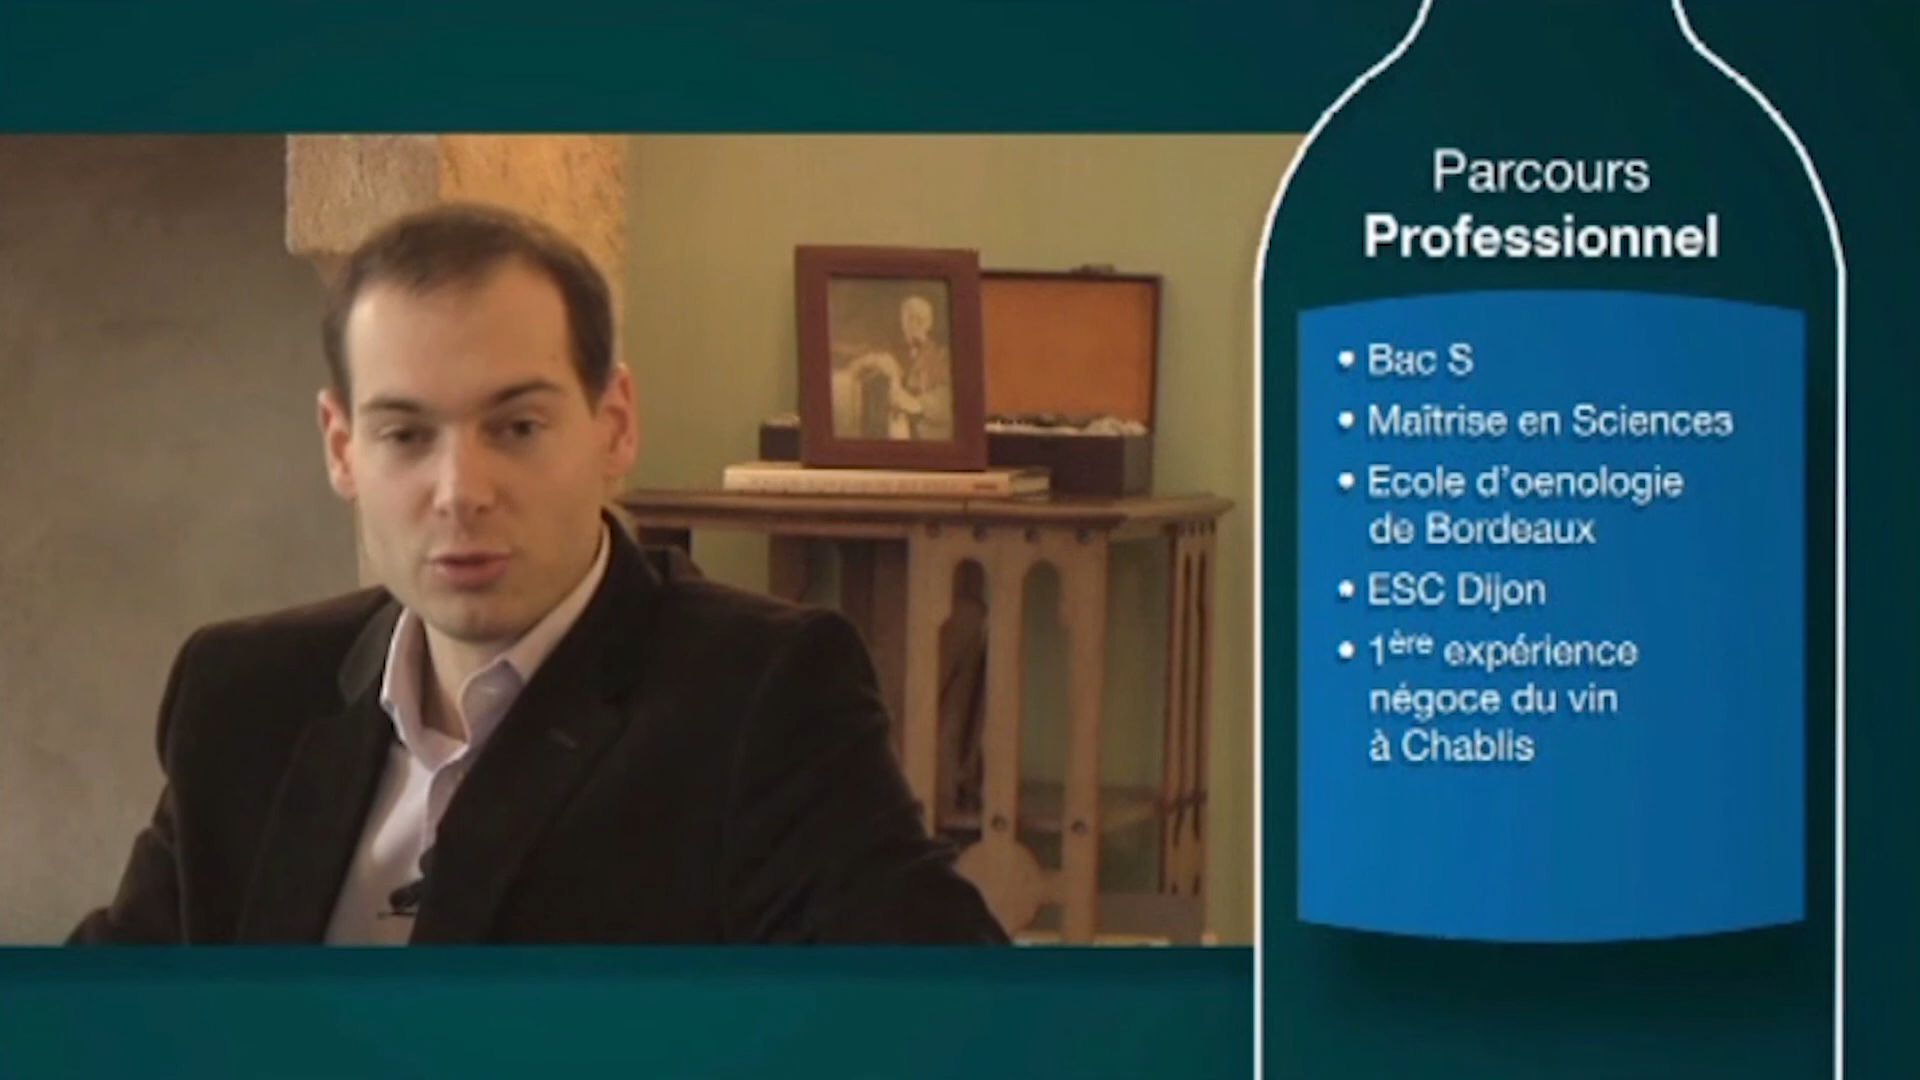 Parcours
Professionnel
• Bac S
• Maîtrise en Sciences
• Ecole d'oenologie
de Bordeaux
• ESC Dijon
• 1ère expérience
négoce du vin
à Chablis